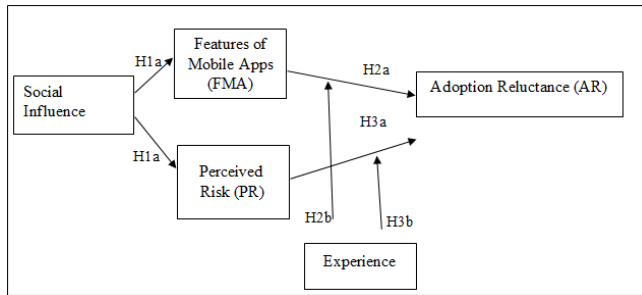 Features of
Mobile Apps
(FMA)
H1a
H2a
Social
Influence
Adoption Reluctance (AR)
H3a
H1a
Perceived
Risk (PR)
H2b
H3b
Experience